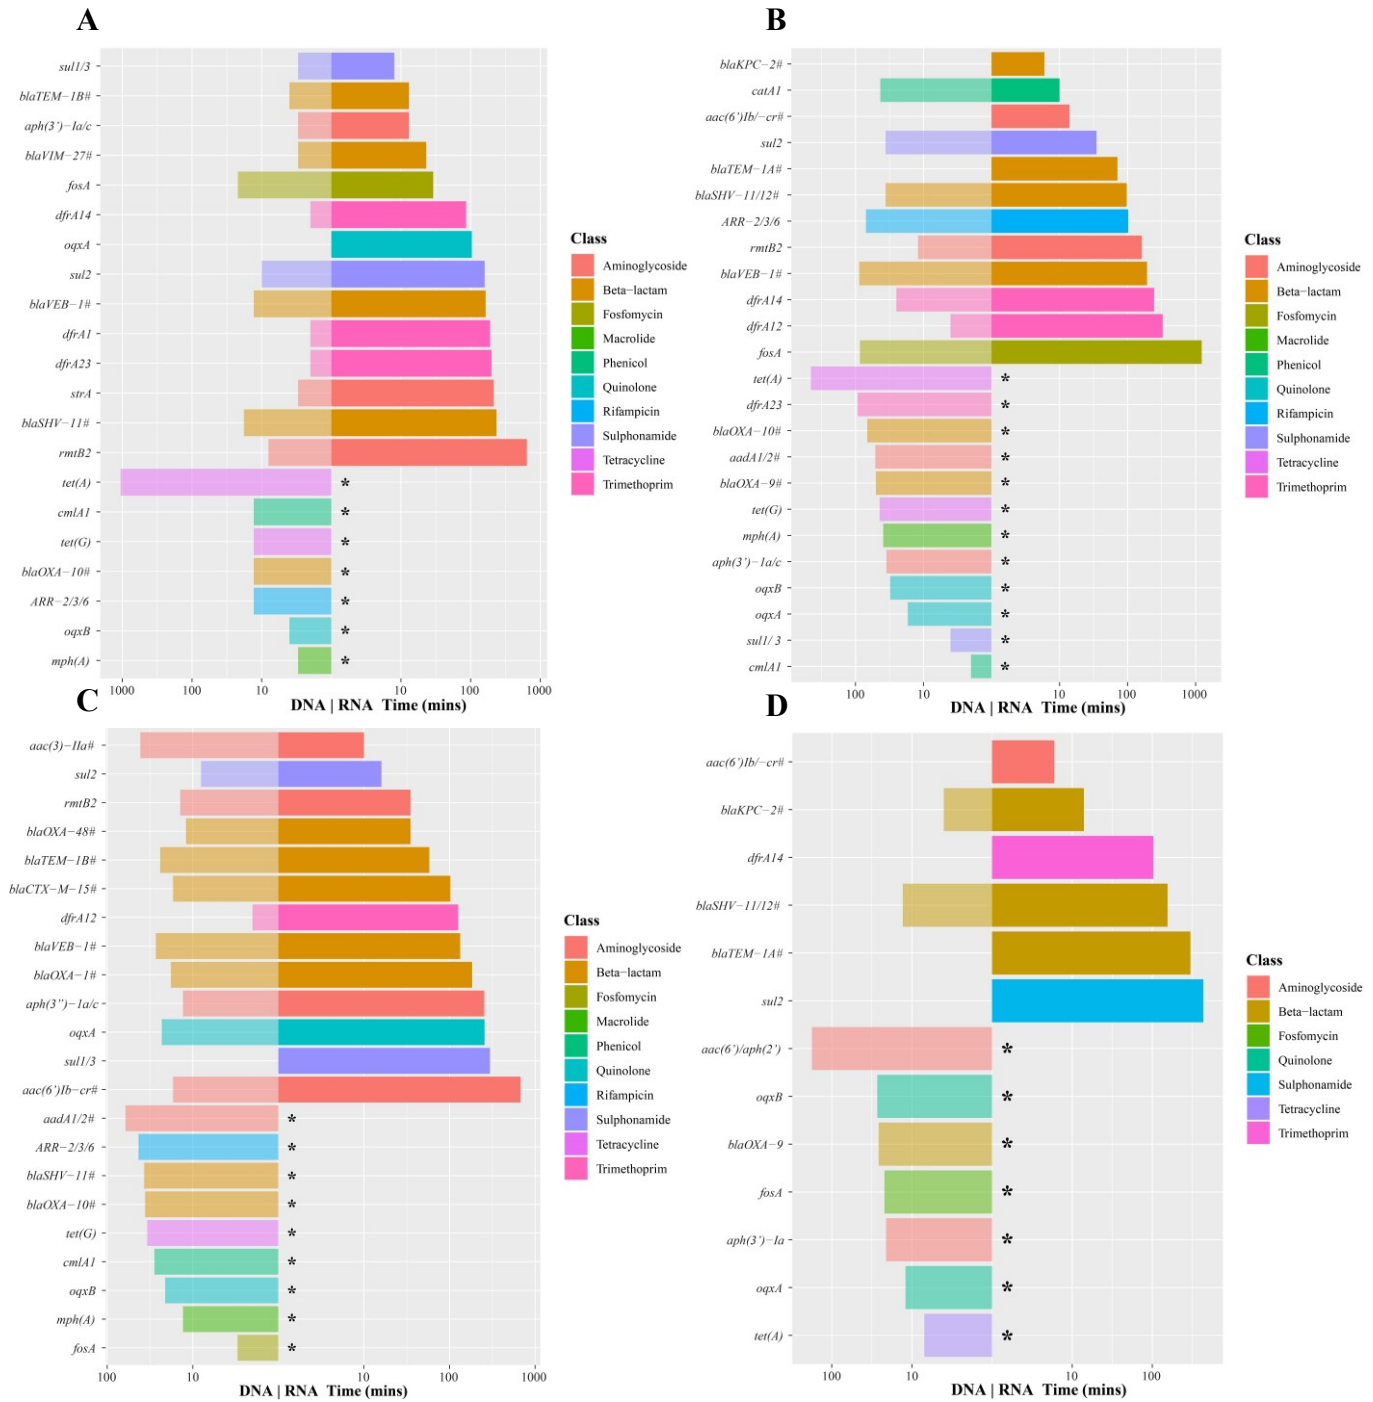 A
sul1/3
blaTEM−1B#
aph(3’)−Ia/c
blaVIM−27#
fosA
dfrA14
oqxA
sul2
blaVEB−1#
dfrA1
dfrA23
strA
blaSHV−11#
rmtB2
tet(A) *
cmlA1 *
tet(G) *
blaOXA−10# *
ARR−2/3/6 *
oqxB *
mph(A) *
1000 100 10 10 100 1000
DNA | RNA Time (mins)
Class
Aminoglycoside
Beta−lactam
Fosfomycin
Macrolide
Phenicol
Quinolone
Rifampicin
Sulphonamide
Tetracycline
Trimethoprim
B
blaKPC−2#
catA1
aac(6’)Ib/−cr#
sul2
blaTEM−1A#
blaSHV−11/12#
ARR−2/3/6
rmtB2
blaVEB−1#
dfrA14
dfrA12
fosA
tet(A) *
dfrA23 *
blaOXA−10# *
aadA1/2# *
blaOXA−9# *
tet(G) *
mph(A) *
aph(3’)−1a/c *
oqxB *
oqxA *
sul1/ 3 *
cmlA1 *
100 10 10 100 1000
DNA | RNA Time (mins)
Class
Aminoglycoside
Beta−lactam
Fosfomycin
Macrolide
Phenicol
Quinolone
Rifampicin
Sulphonamide
Tetracycline
Trimethoprim
C
aac(3)−IIa#
sul2
rmtB2
blaOXA−48#
blaTEM−1B#
blaCTX−M−15#
dfrA12
blaVEB−1#
blaOXA−1#
aph(3’’)−1a/c
oqxA
sul1/3
aac(6’)Ib−cr#
aadA1/2# *
ARR−2/3/6 *
blaSHV−11# *
blaOXA−10# *
tet(G) *
cmlA1 *
oqxB *
mph(A) *
fosA *
100 10 10 100 1000
DNA | RNA Time (mins)
Class
Aminoglycoside
Beta−lactam
Fosfomycin
Macrolide
Phenicol
Quinolone
Rifampicin
Sulphonamide
Tetracycline
Trimethoprim
D
aac(6’)Ib/−cr#
blaKPC−2#
dfrA14
blaSHV−11/12#
blaTEM−1A#
sul2
aac(6’)/aph(2’) *
oqxB *
blaOXA−9 *
fosA *
aph(3’)−Ia *
oqxA *
tet(A) *
100 10 10 100
DNA | RNA Time (mins)
Class
Aminoglycoside
Beta−lactam
Fosfomycin
Quinolone
Sulphonamide
Tetracycline
Trimethoprim